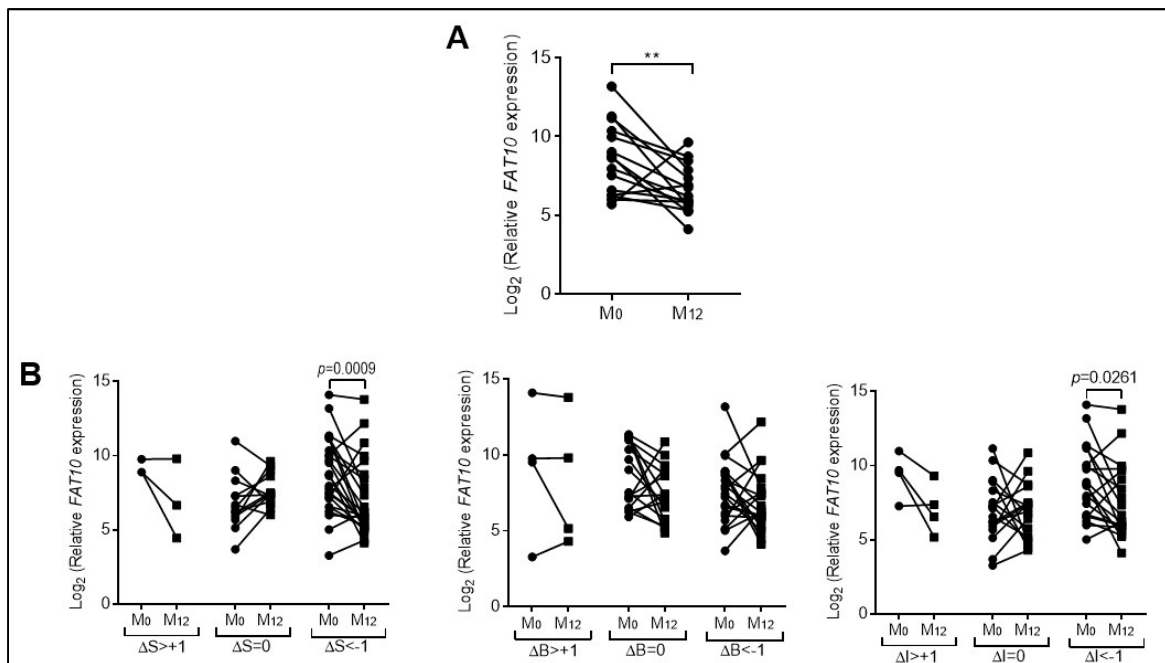 A
**
Log2 (Relative FAT10 expression)
15
10
5
0
M0 M12
B
p=0.0009
Log2 (Relative FAT10 expression)
15
10
5
0
M0 M12 M0 M12 M0 M12
ΔS>+1 ΔS=0 ΔS<-1
Log2 (Relative FAT10 expression)
15
10
5
0
M0 M12 M0 M12 M0 M12
ΔB>+1 ΔB=0 ΔB<-1
p=0.0261
Log2 (Relative FAT10 expression)
15
10
5
0
M0 M12 M0 M12 M0 M12
ΔI>+1 ΔI=0 ΔI<-1